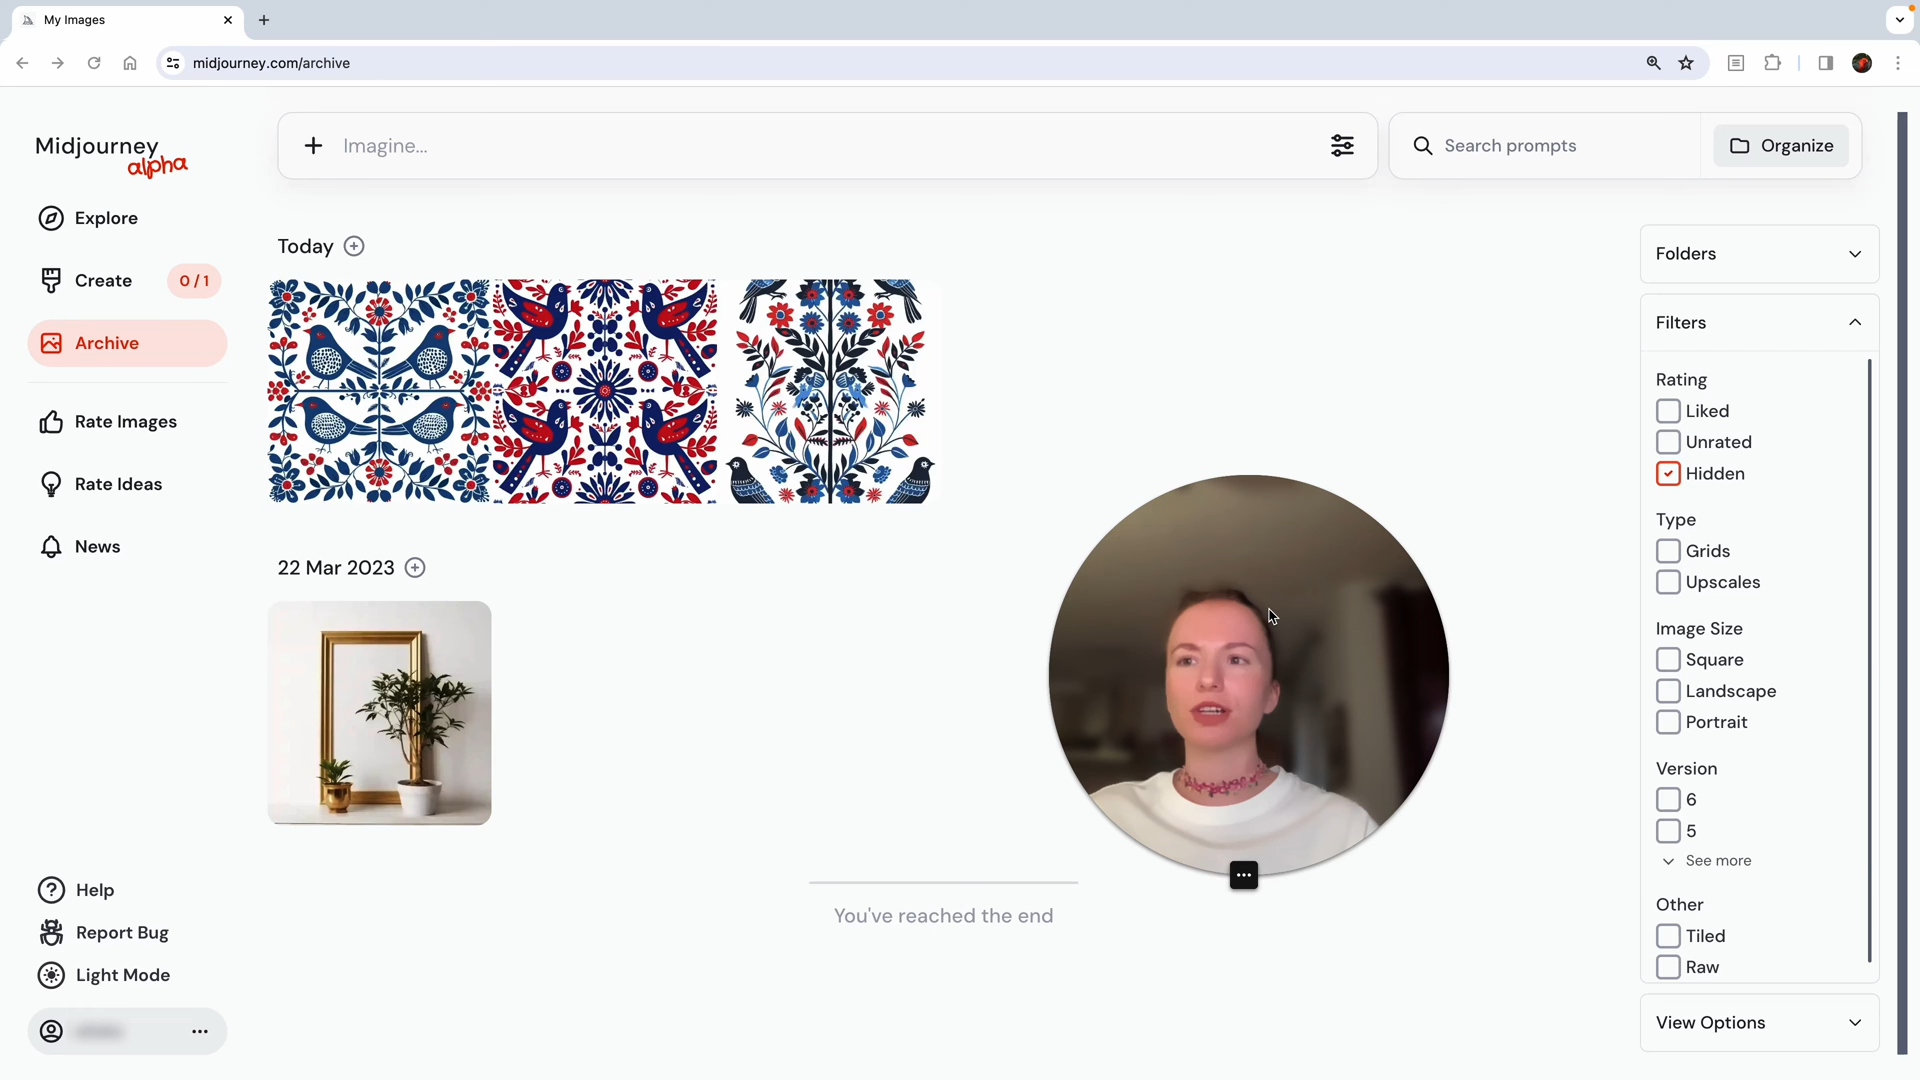 My Images
midjourney.com/archive
Midjourney
alpha
Imagine...
Search prompts
Organize
Explore
Create
0 / 1
Archive
Rate Images
Rate Ideas
News
Help
Report Bug
Light Mode
Today
22 Mar 2023
You've reached the end
Folders
Filters
Rating
Liked
Unrated
Hidden
Type
Grids
Upscales
Image Size
Square
Landscape
Portrait
Version
6
5
See more
Other
Tiled
Raw
View Options